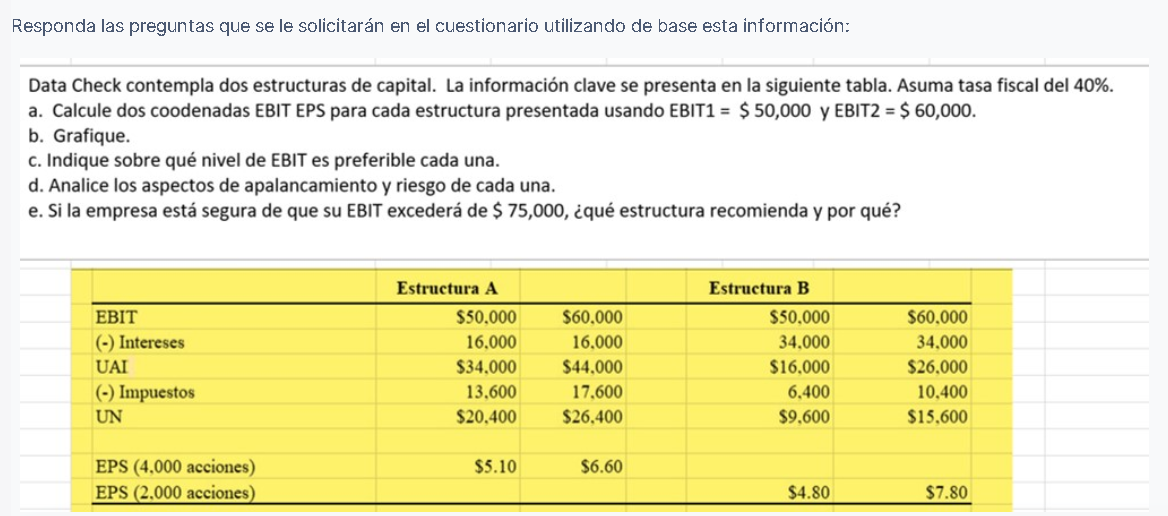 Responda las preguntas que se le solicitarán en el cuestionario utilizando de base esta información:
Data Check contempla dos estructuras de capital. La información clave se presenta en la siguiente tabla. Asuma tasa fiscal del 40%.
a. Calcule dos coodenadas EBIT EPS para cada estructura presentada usando EBIT1 = $ 50,000 y EBIT2 = $ 60,000.
b. Grafique.
c. Indique sobre qué nivel de EBIT es preferible cada una.
d. Analice los aspectos de apalancamiento y riesgo de cada una.
e. Si la empresa está segura de que su EBIT excederá de $ 75,000, ¿qué estructura recomienda y por qué?
Estructura A Estructura B
EBIT $50,000 $60,000 $50,000 $60,000
(-) Intereses 16,000 16,000 34,000 34,000
UAI $34,000 $44,000 $16,000 $26,000
(-) Impuestos 13,600 17,600 6,400 10,400
UN $20,400 $26,400 $9,600 $15,600
EPS (4,000 acciones) $5.10 $6.60
EPS (2,000 acciones) $4.80 $7.80